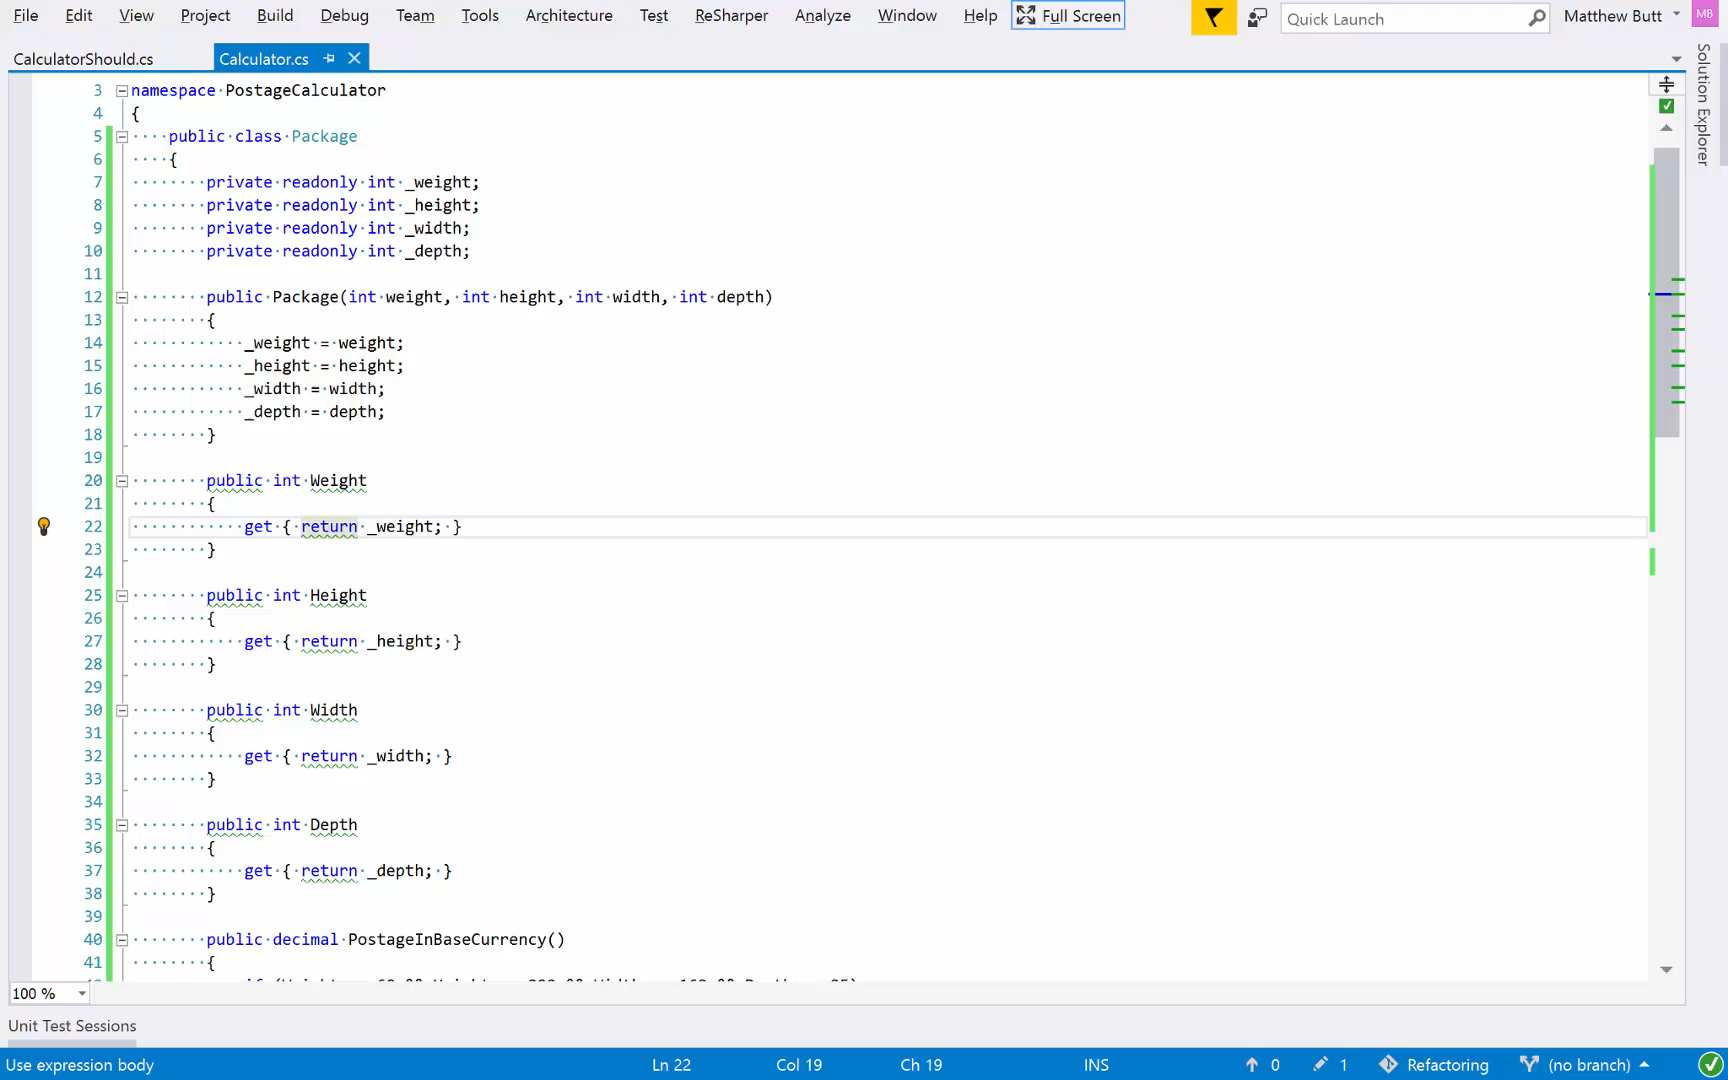 File Edit View Project Build Debug Team Tools Architecture Test ReSharper Analyze Window Help Full Screen Quick Launch Matthew Butt MB
CalculatorShould.cs Calculator.cs
Solution Explorer
3 namespace PostageCalculator
4 {
5 public class Package
6 {
7 private readonly int _weight;
8 private readonly int _height;
9 private readonly int _width;
10 private readonly int _depth;
11
12 public Package(int weight, int height, int width, int depth)
13 {
14 _weight = weight;
15 _height = height;
16 _width = width;
17 _depth = depth;
18 }
19
20 public int Weight
21 {
22 get { return _weight; }
23 }
24
25 public int Height
26 {
27 get { return _height; }
28 }
29
30 public int Width
31 {
32 get { return _width; }
33 }
34
35 public int Depth
36 {
37 get { return _depth; }
38 }
39
40 public decimal PostageInBaseCurrency()
41 {
100 %
Unit Test Sessions
Use expression body Ln 22 Col 19 Ch 19 INS 0 1 Refactoring (no branch)